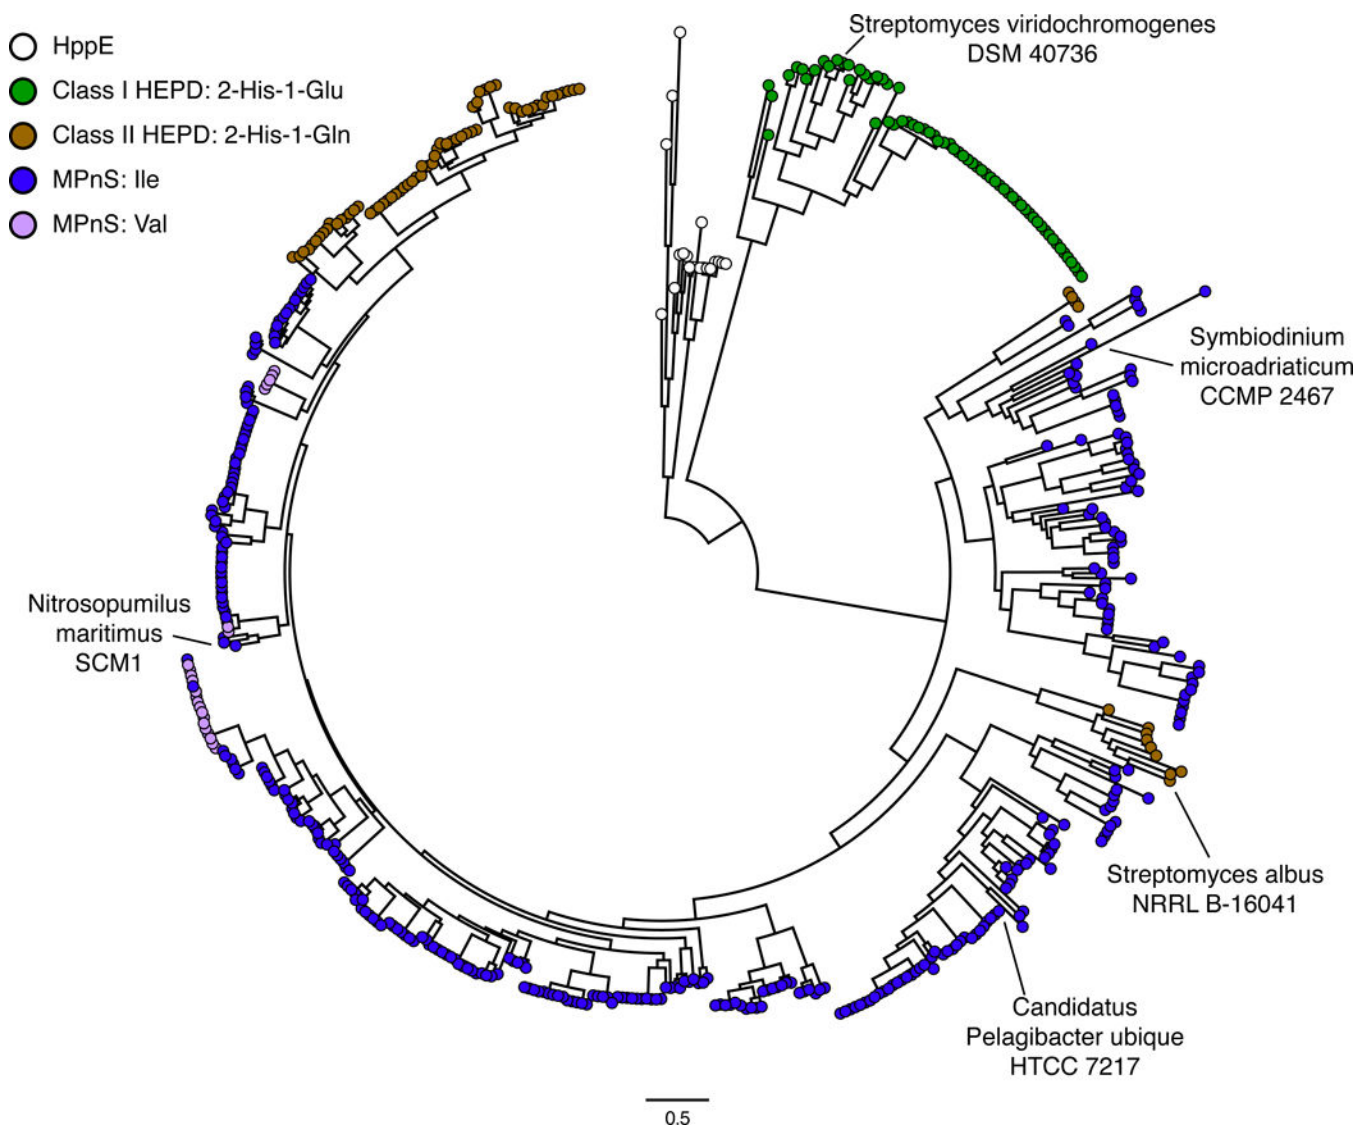 HppE
Class I HEPD: 2-His-1-Glu
Class II HEPD: 2-His-1-Gln
MPnS: Ile
MPnS: Val
Streptomyces viridochromogenes
DSM 40736
Symbiodinium
microadriaticum
CCMP 2467
Nitrosopumilus
maritimus
SCM1
Streptomyces albus
NRRL B-16041
Candidatus
Pelagibacter ubique
HTCC 7217
0.5